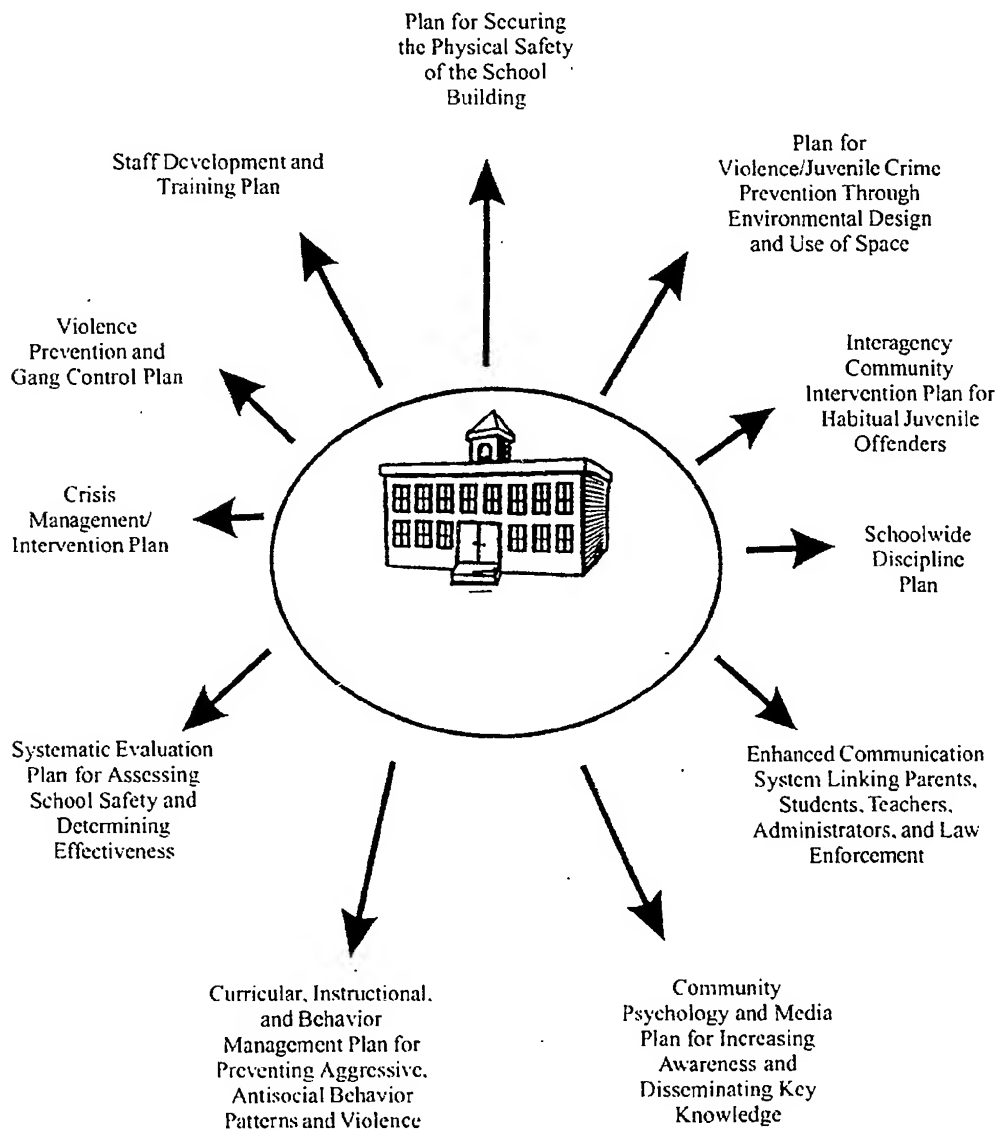 Plan for Securing
the Physical Safety
of the School
Building
Staff Development and
Training Plan
Plan for
Violence/Juvenile Crime
Prevention Through
Environmental Design
and Use of Space
Violence
Prevention and
Gang Control Plan
Interagency
Community
Intervention Plan for
Habitual Juvenile
Offenders
Crisis
Management/
Intervention Plan
Schoolwide
Discipline
Plan
Systematic Evaluation
Plan for Assessing
School Safety and
Determining
Effectiveness
Enhanced Communication
System Linking Parents,
Students, Teachers,
Administrators, and Law
Enforcement
Curricular, Instructional,
and Behavior
Management Plan for
Preventing Aggressive,
Antisocial Behavior
Patterns and Violence
Community
Psychology and Media
Plan for Increasing
Awareness and
Disseminating Key
Knowledge